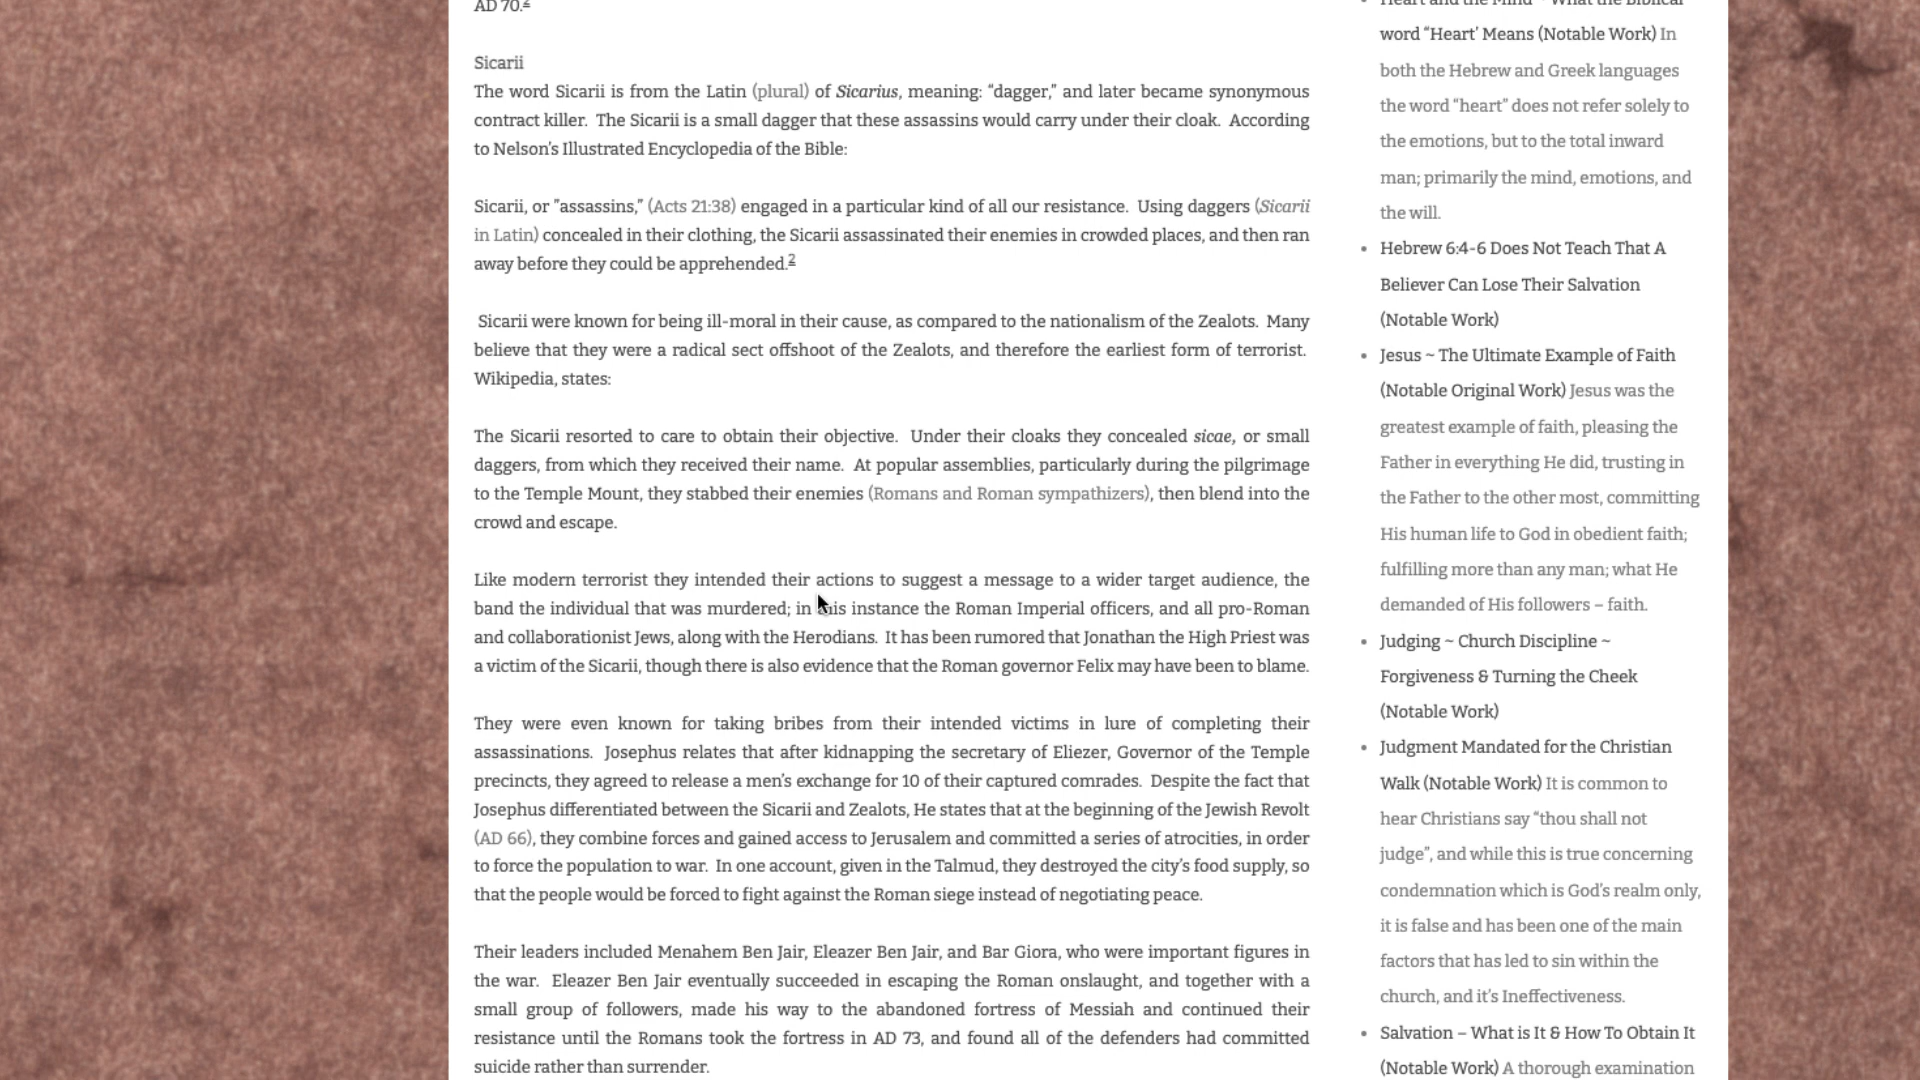 AD 70.2
Sicarii
The word Sicarii is from the Latin (plural) of Sicarius, meaning: “dagger,” and later became synonymous
contract killer. The Sicarii is a small dagger that these assassins would carry under their cloak. According
to Nelson’s Illustrated Encyclopedia of the Bible:
Sicarii, or “assassins,” (Acts 21:38) engaged in a particular kind of all our resistance. Using daggers (Sicarii
in Latin) concealed in their clothing, the Sicarii assassinated their enemies in crowded places, and then ran
away before they could be apprehended.2
Sicarii were known for being ill-moral in their cause, as compared to the nationalism of the Zealots. Many
believe that they were a radical sect offshoot of the Zealots, and therefore the earliest form of terrorist.
Wikipedia, states:
The Sicarii resorted to care to obtain their objective. Under their cloaks they concealed sicae, or small
daggers, from which they received their name. At popular assemblies, particularly during the pilgrimage
to the Temple Mount, they stabbed their enemies (Romans and Roman sympathizers), then blend into the
crowd and escape.
Like modern terrorist they intended their actions to suggest a message to a wider target audience, the
band the individual that was murdered; in this instance the Roman Imperial officers, and all pro-Roman
and collaborationist Jews, along with the Herodians. It has been rumored that Jonathan the High Priest was
a victim of the Sicarii, though there is also evidence that the Roman governor Felix may have been to blame.
They were even known for taking bribes from their intended victims in lure of completing their
assassinations. Josephus relates that after kidnapping the secretary of Eliezer, Governor of the Temple
precincts, they agreed to release a men’s exchange for 10 of their captured comrades. Despite the fact that
Josephus differentiated between the Sicarii and Zealots, He states that at the beginning of the Jewish Revolt
(AD 66), they combine forces and gained access to Jerusalem and committed a series of atrocities, in order
to force the population to war. In one account, given in the Talmud, they destroyed the city’s food supply, so
that the people would be forced to fight against the Roman siege instead of negotiating peace.
Their leaders included Menahem Ben Jair, Eleazer Ben Jair, and Bar Giora, who were important figures in
the war. Eleazer Ben Jair eventually succeeded in escaping the Roman onslaught, and together with a
small group of followers, made his way to the abandoned fortress of Messiah and continued their
resistance until the Romans took the fortress in AD 73, and found all of the defenders had committed
suicide rather than surrender.
Heart and the Mind ~ What the Biblical
word “Heart’ Means (Notable Work) In
both the Hebrew and Greek languages
the word “heart” does not refer solely to
the emotions, but to the total inward
man; primarily the mind, emotions, and
the will.
• Hebrew 6:4-6 Does Not Teach That A
Believer Can Lose Their Salvation
(Notable Work)
• Jesus ~ The Ultimate Example of Faith
(Notable Original Work) Jesus was the
greatest example of faith, pleasing the
Father in everything He did, trusting in
the Father to the other most, committing
His human life to God in obedient faith;
fulfilling more than any man; what He
demanded of His followers – faith.
• Judging ~ Church Discipline ~
Forgiveness & Turning the Cheek
(Notable Work)
• Judgment Mandated for the Christian
Walk (Notable Work) It is common to
hear Christians say “thou shall not
judge”, and while this is true concerning
condemnation which is God’s realm only,
it is false and has been one of the main
factors that has led to sin within the
church, and it’s Ineffectiveness.
• Salvation – What is It & How To Obtain It
(Notable Work) A thorough examination